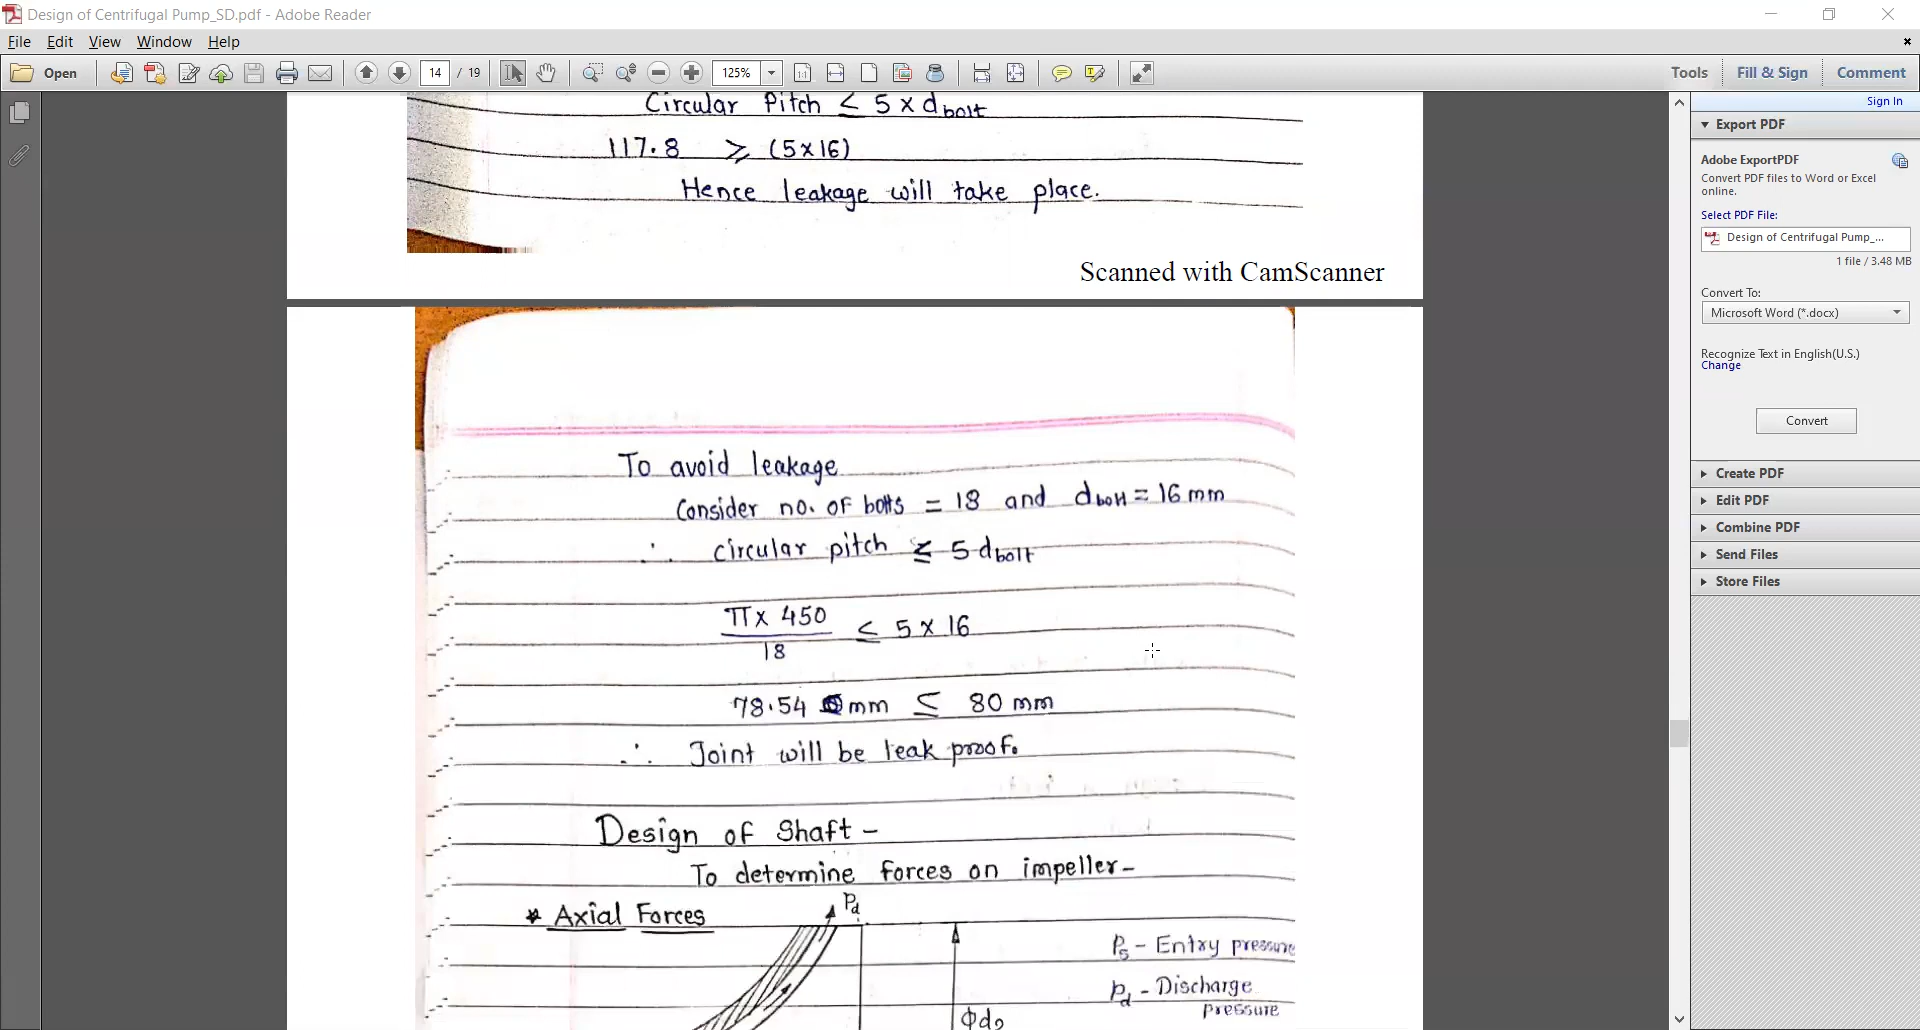 Design of Centrifugal Pump_SD.pdf - Adobe Reader
File Edit View Window Help
Open 14 / 19 125% Tools Fill & Sign Comment
Sign In
Export PDF
Adobe ExportPDF
Convert PDF files to Word or Excel
online.
Select PDF File:
Design of Centrifugal Pump_...
1 file / 3.48 MB
Convert To:
Microsoft Word (*.docx)
Recognize Text in English(U.S.)
Change
Convert
Create PDF
Edit PDF
Combine PDF
Send Files
Store Files
Circular Pitch ≤ 5 x d bolt
117.8 ⩾ (5x16)
Hence leakage will take place.
Scanned with CamScanner
To avoid leakage
Consider no. of bolts = 18 and d bolt = 16 mm
∴ circular pitch ≤ 5 d bolt
π x 450
18
≤ 5 x 16
78.54 mm ≤ 80 mm
∴ Joint will be leak proof.
Design of Shaft -
To determine forces on impeller -
* Axial Forces
Pd
Ps - Entry pressure
Pd - Discharge
pressure
ϕd2